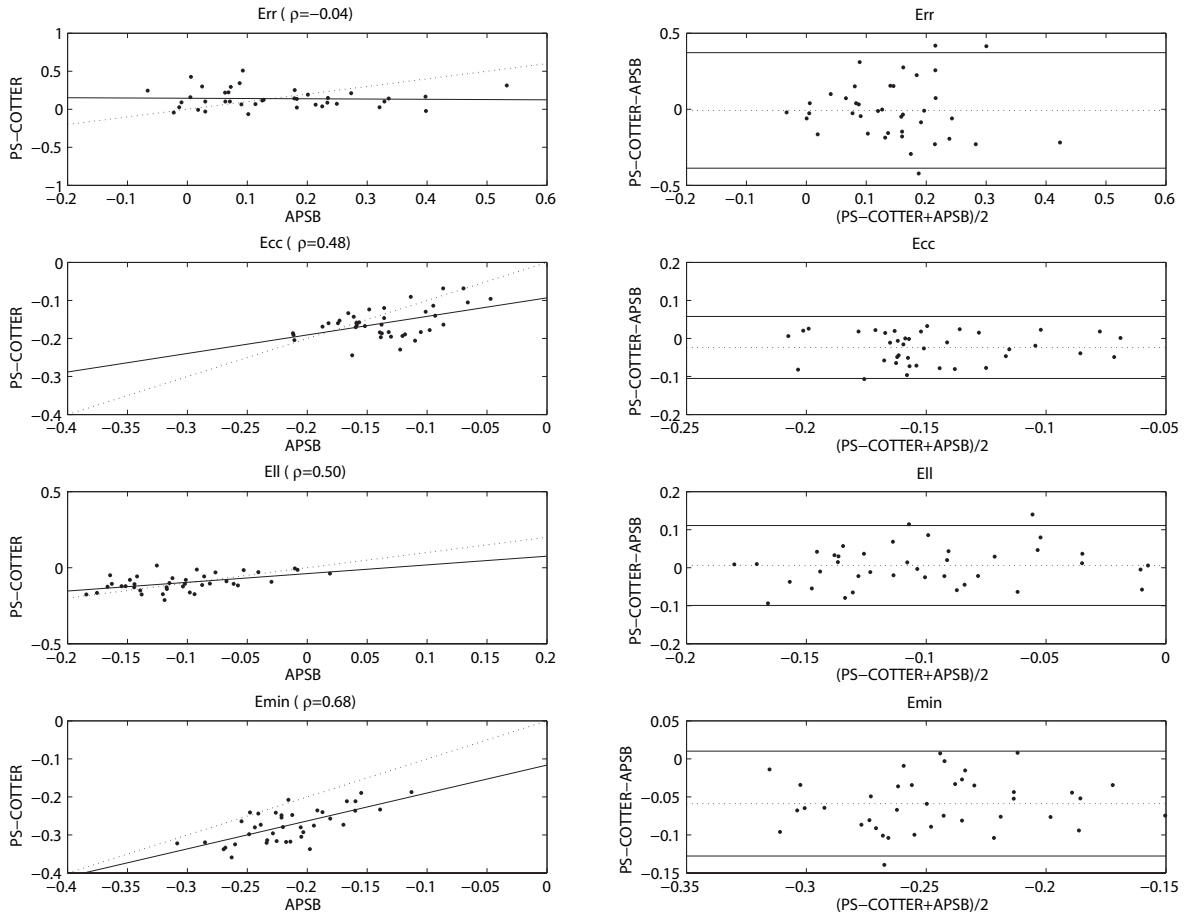 Err ( ρ=−0.04)
1
0.5
0
−0.5
−1
PS−COTTER
−0.2 −0.1 0 0.1 0.2 0.3 0.4 0.5 0.6
APSB
Err
0.5
0
−0.5
PS−COTTER−APSB
−0.2 −0.1 0 0.1 0.2 0.3 0.4 0.5 0.6
(PS−COTTER+APSB)/2
Ecc ( ρ=0.48)
0
−0.1
−0.2
−0.3
−0.4
PS−COTTER
−0.4 −0.35 −0.3 −0.25 −0.2 −0.15 −0.1 −0.05 0
APSB
Ecc
0.2
0.1
0
−0.1
−0.2
PS−COTTER−APSB
−0.25 −0.2 −0.15 −0.1 −0.05
(PS−COTTER+APSB)/2
Ell ( ρ=0.50)
0.5
0
−0.5
PS−COTTER
−0.2 −0.15 −0.1 −0.05 0 0.05 0.1 0.15 0.2
APSB
Ell
0.2
0.1
0
−0.1
−0.2
PS−COTTER−APSB
−0.2 −0.15 −0.1 −0.05 0
(PS−COTTER+APSB)/2
Emin ( ρ=0.68)
0
−0.1
−0.2
−0.3
−0.4
PS−COTTER
−0.4 −0.35 −0.3 −0.25 −0.2 −0.15 −0.1 −0.05 0
APSB
Emin
0.05
0
−0.05
−0.1
−0.15
PS−COTTER−APSB
−0.35 −0.3 −0.25 −0.2 −0.15
(PS−COTTER+APSB)/2